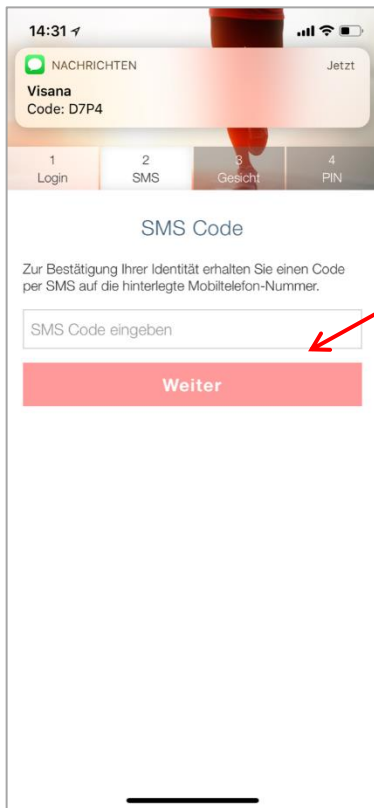 14:31
NACHRICHTEN Jetzt
Visana
Code: D7P4
1 2 3 4
Login SMS Gesicht PIN
SMS Code
Zur Bestätigung Ihrer Identität erhalten Sie einen Code
per SMS auf die hinterlegte Mobiltelefon-Nummer.
SMS Code eingeben
Weiter